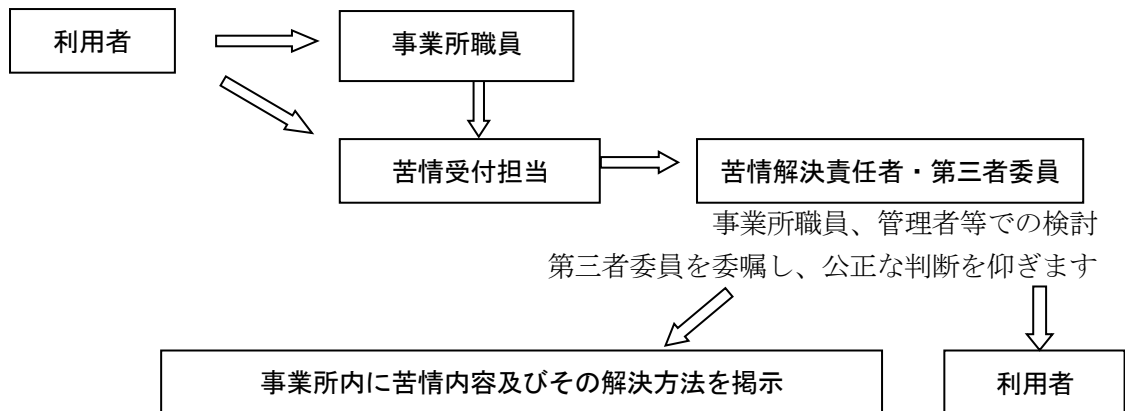 利用者
事業所職員
苦情受付担当
苦情解決責任者・第三者委員
事業所職員、管理者等での検討
第三者委員を委嘱し、公正な判断を仰ぎます
事業所内に苦情内容及びその解決方法を掲示
利用者